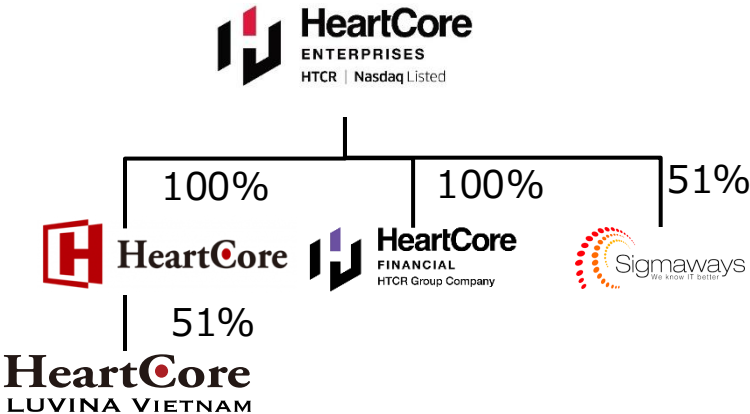 HeartCore
ENTERPRISES
HTCR | Nasdaq Listed
100%
100%
51%
HeartCore
HeartCore
FINANCIAL
HTCR Group Company
Sigmaways
We know IT better
51%
HeartCore
LUVINA VIETNAM